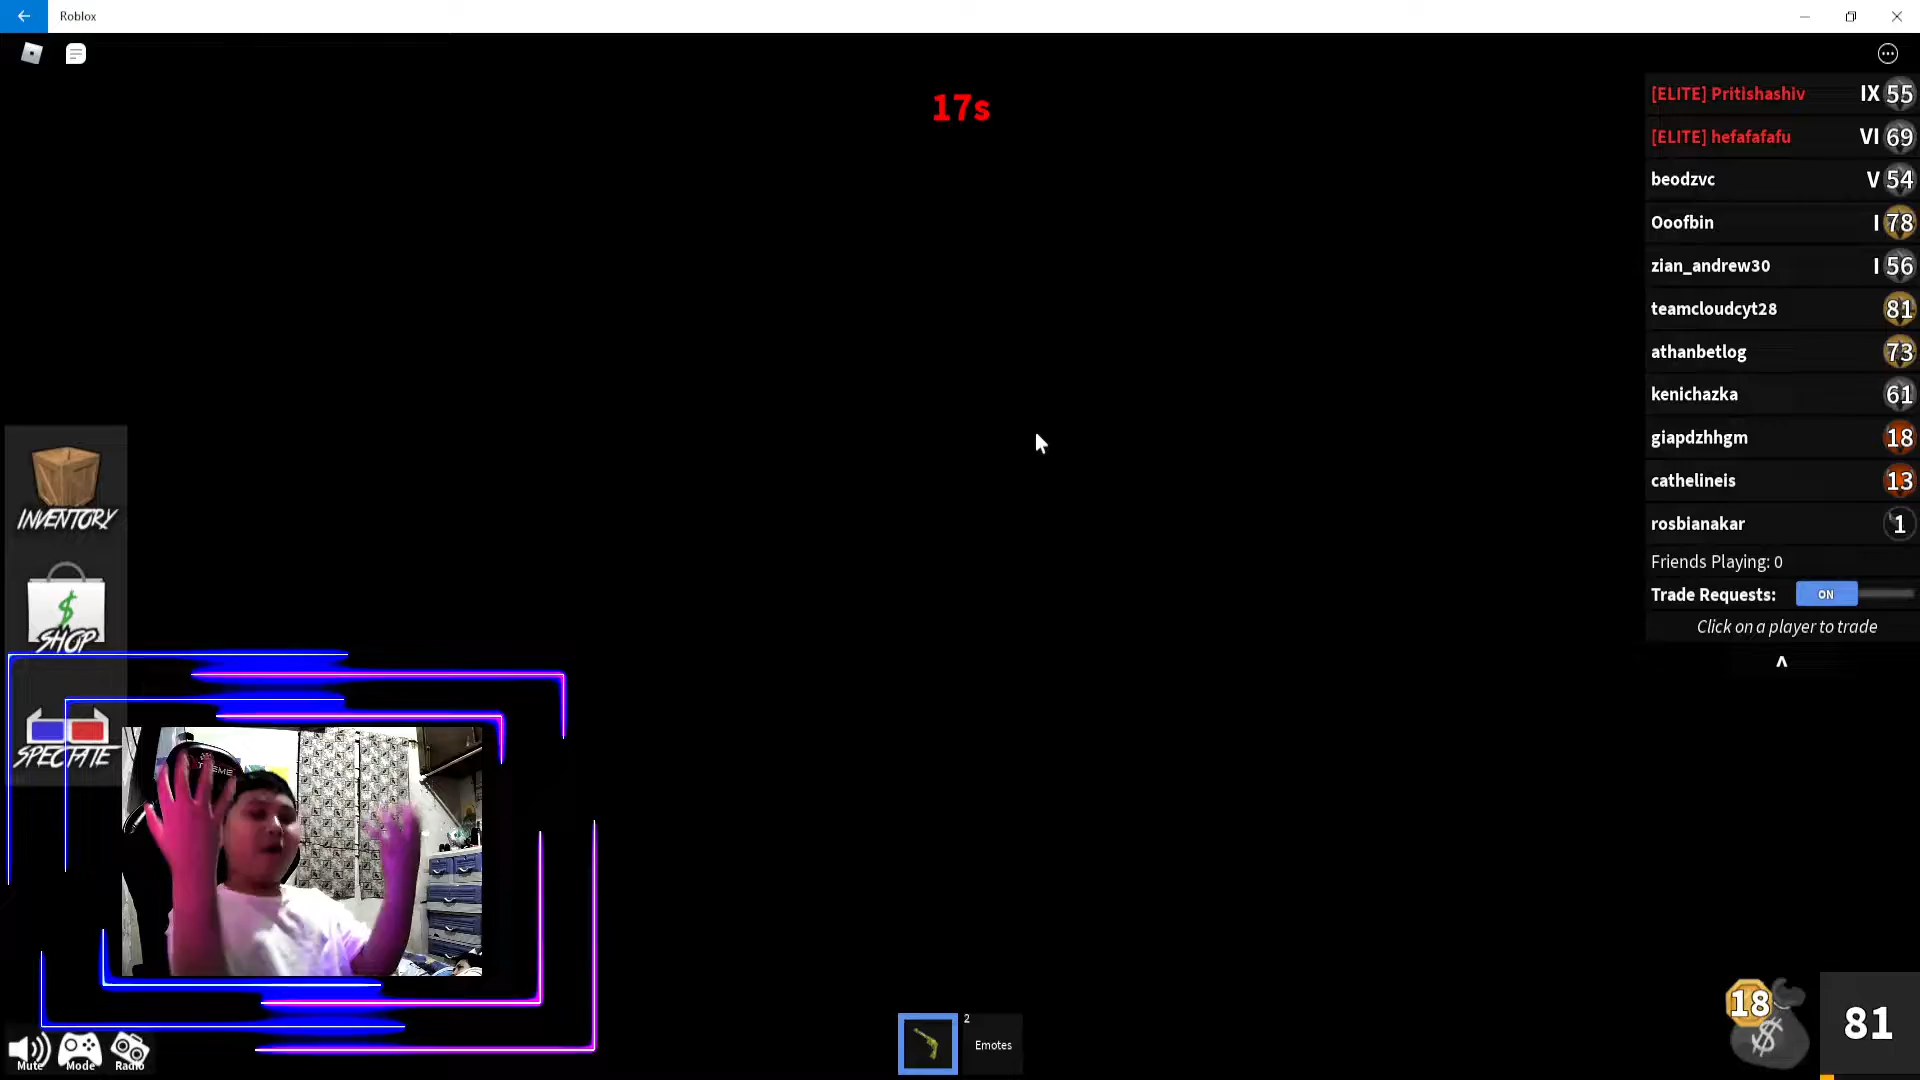 Roblox
17s
[ELITE] Pritishashiv IX 55
[ELITE] hefafafafu VI 69
beodzvc V 54
Ooofbin I 78
zian_andrew30 I 56
teamcloudcyt28 81
athanbetlog 73
kenichazka 61
giapdzhhgm 18
cathelineis 13
rosbianakar 1
Friends Playing: 0
Trade Requests: ON
Click on a player to trade
INVENTORY
$
SHOP
SPECTATE
Mute
Mode
Radio
2
Emotes
18
$
81